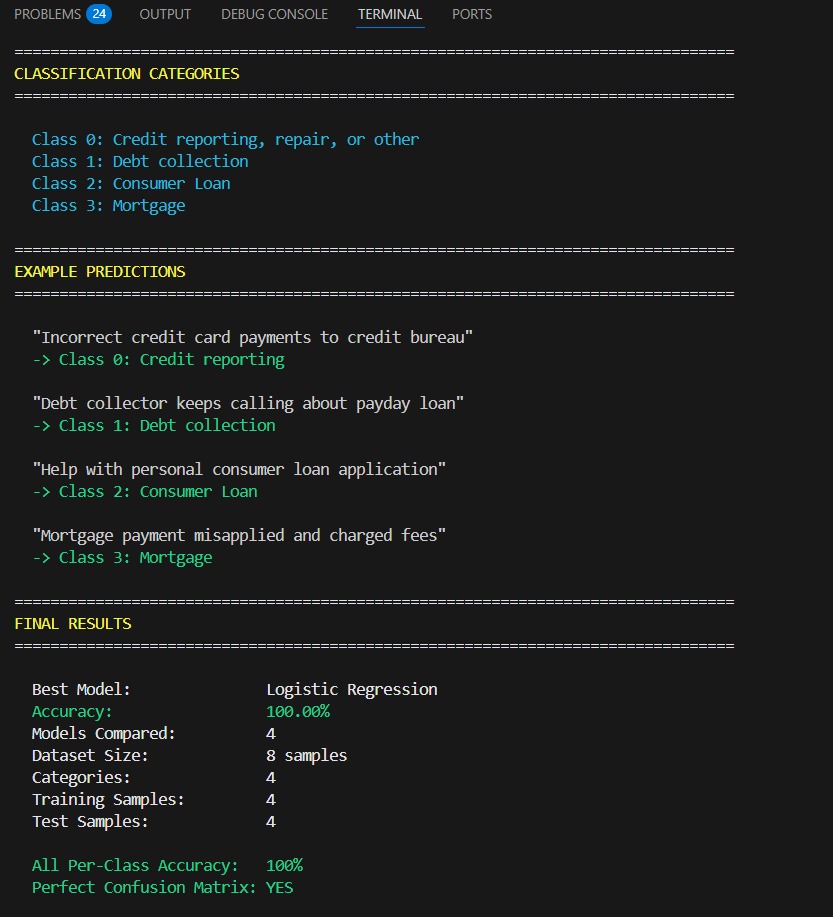 PROBLEMS 24 OUTPUT DEBUG CONSOLE TERMINAL PORTS
================================================================================
CLASSIFICATION CATEGORIES
================================================================================
Class 0: Credit reporting, repair, or other
Class 1: Debt collection
Class 2: Consumer Loan
Class 3: Mortgage
================================================================================
EXAMPLE PREDICTIONS
================================================================================
"Incorrect credit card payments to credit bureau"
-> Class 0: Credit reporting
"Debt collector keeps calling about payday loan"
-> Class 1: Debt collection
"Help with personal consumer loan application"
-> Class 2: Consumer Loan
"Mortgage payment misapplied and charged fees"
-> Class 3: Mortgage
================================================================================
FINAL RESULTS
================================================================================
Best Model: Logistic Regression
Accuracy: 100.00%
Models Compared: 4
Dataset Size: 8 samples
Categories: 4
Training Samples: 4
Test Samples: 4
All Per-Class Accuracy: 100%
Perfect Confusion Matrix: YES